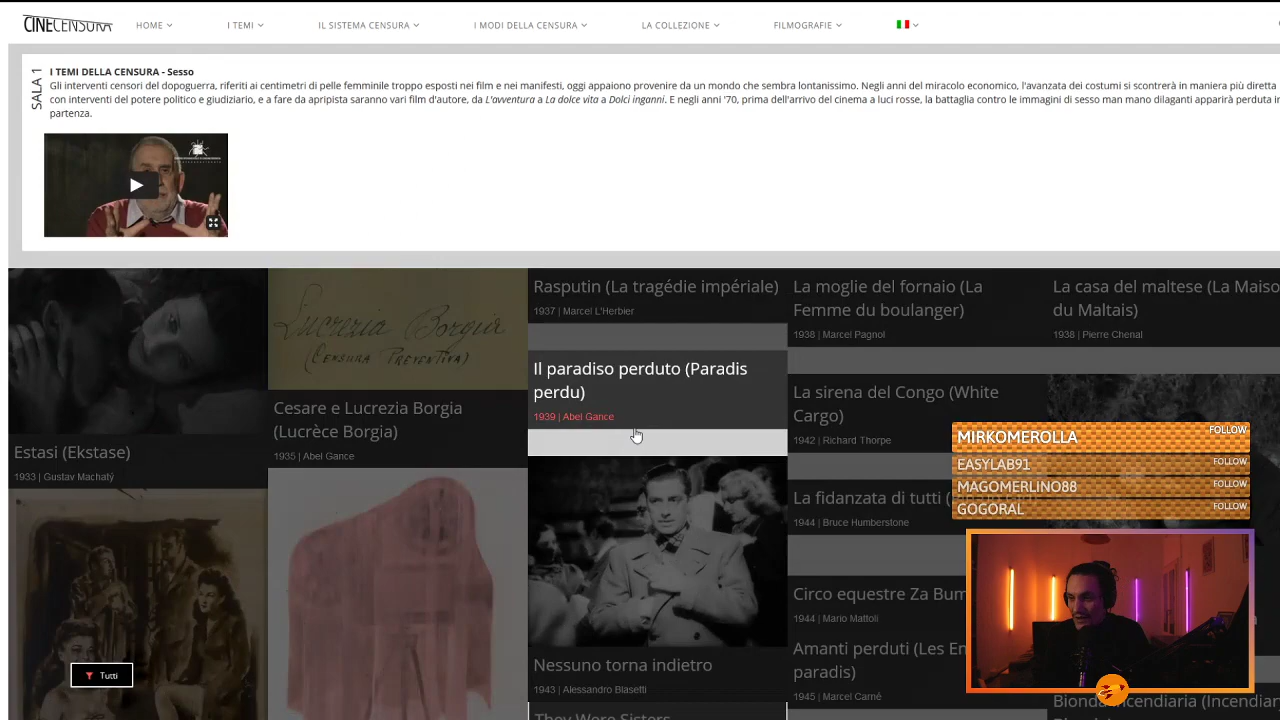 CINECENSURA
HOME
I TEMI
IL SISTEMA CENSURA
I MODI DELLA CENSURA
LA COLLEZIONE
FILMOGRAFIE
SALA 1
I TEMI DELLA CENSURA - Sesso
Gli interventi censori del dopoguerra, riferiti ai centimetri di pelle femminile troppo esposti nei film e nei manifesti, oggi appaiono provenire da un mondo che sembra lontanissimo. Negli anni del miracolo economico, l'avanzata dei costumi si scontrerà in maniera più diretta
con interventi del potere politico e giudiziario, e a fare da apripista saranno vari film d'autore, da L'avventura a La dolce vita a Dolci inganni. E negli anni '70, prima dell'arrivo del cinema a luci rosse, la battaglia contro le immagini di sesso man mano dilaganti apparirà perduta in
partenza.
Estasi (Ekstase)
1933 | Gustav Machatý
Lucrezia Borgia
(CENSURA PREVENTIVA)
Cesare e Lucrezia Borgia
(Lucrèce Borgia)
1935 | Abel Gance
Rasputin (La tragédie impériale)
1937 | Marcel L'Herbier
Il paradiso perduto (Paradis
perdu)
1939 | Abel Gance
Nessuno torna indietro
1943 | Alessandro Blasetti
They Were Sisters
La moglie del fornaio (La
Femme du boulanger)
1938 | Marcel Pagnol
La sirena del Congo (White
Cargo)
1942 | Richard Thorpe
La fidanzata di tutti
1944 | Bruce Humberstone
Circo equestre Za Bum
1944 | Mario Mattoli
Amanti perduti (Les En
paradis)
1945 | Marcel Carné
La casa del maltese (La Maiso
du Maltais)
1938 | Pierre Chenal
Bionda incendiaria (Incendiar
MIRKOMEROLLA FOLLOW
EASYLAB91 FOLLOW
MAGOMERLINO88 FOLLOW
GOGORAL FOLLOW
Tutti